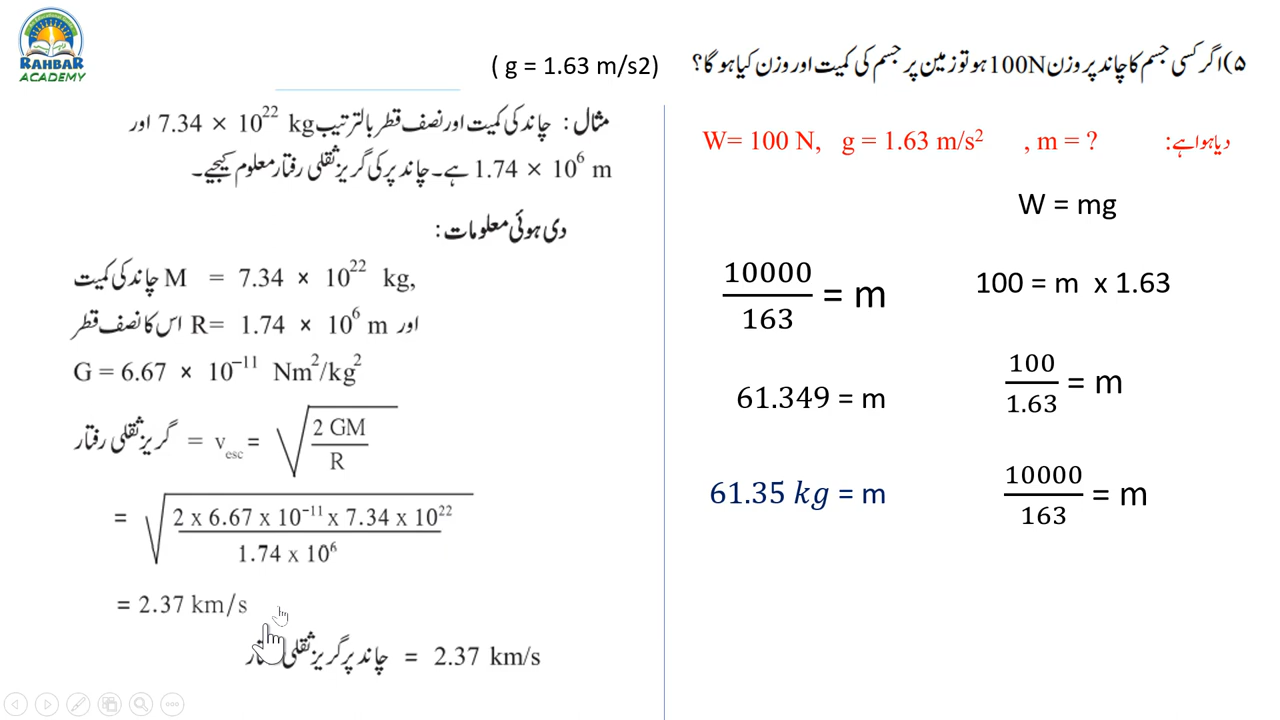 RAHBAR
ACADEMY
۵) اگر کسی جسم کا چاند پر وزن 100N ہو تو زمین پر جسم کی کمیت اور وزن کیا ہو گا؟
( g = 1.63 m/s2)
دیا ہوا ہے: W= 100 N, g = 1.63 m/s² , m = ?
W = mg
100 = m x 1.63
100/1.63 = m
10000/163 = m
10000/163 = m
61.349 = m
61.35 kg = m
مثال : چاند کی کمیت اور نصف قطر بالترتیب 7.34 × 10²² kg اور
1.74 × 10⁶ m ہے۔ چاند پر کی گریز ثقلی رفتار معلوم کیجیے۔
دی ہوئی معلومات :
چاند کی کمیت M = 7.34 × 10²² kg,
اس کا نصف قطر R= 1.74 × 10⁶ m اور
G = 6.67 × 10⁻¹¹ Nm²/kg²
گریز ثقلی رفتار = v esc = √(2 GM/R)
= √(2 x 6.67 x 10⁻¹¹ x 7.34 x 10²²/1.74 x 10⁶)
= 2.37 km/s
چاند پر گریز ثقلی = 2.37 km/s